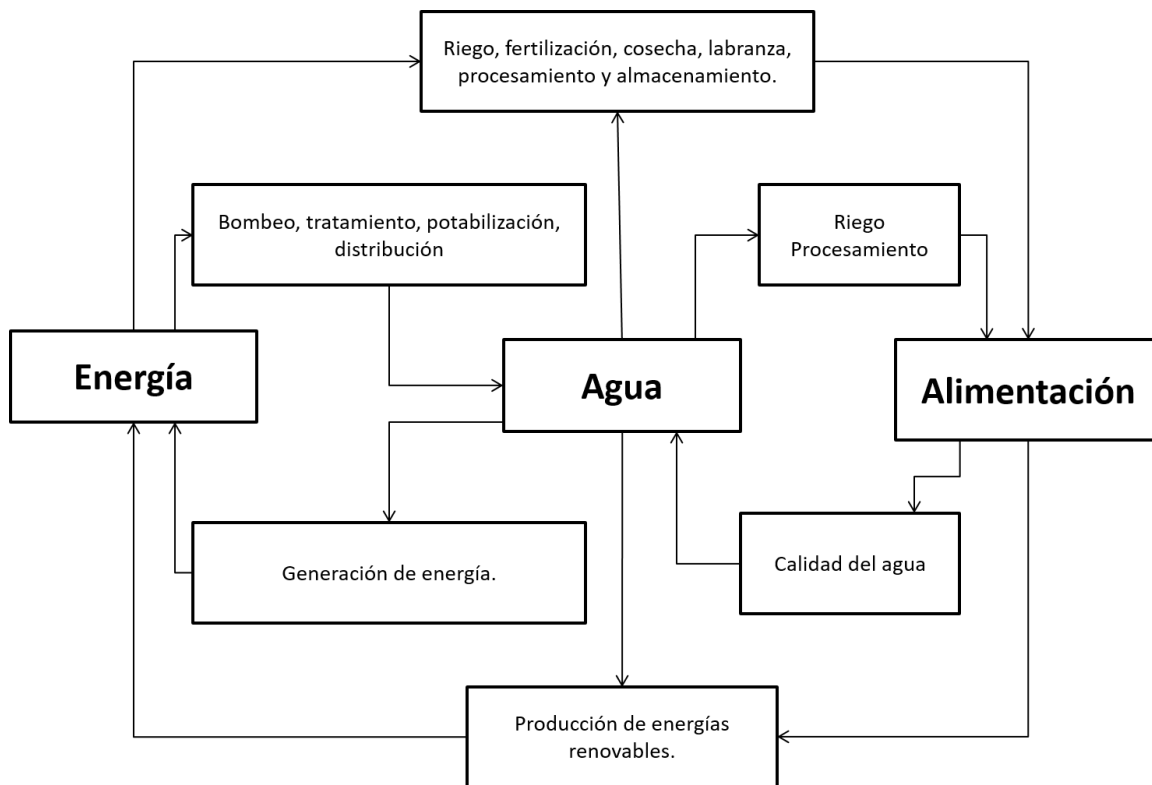 Riego, fertilización, cosecha, labranza,
procesamiento y almacenamiento.
Bombeo, tratamiento, potabilización,
distribución
Riego
Procesamiento
Energía
Agua
Alimentación
Generación de energía.
Calidad del agua
Producción de energías
renovables.